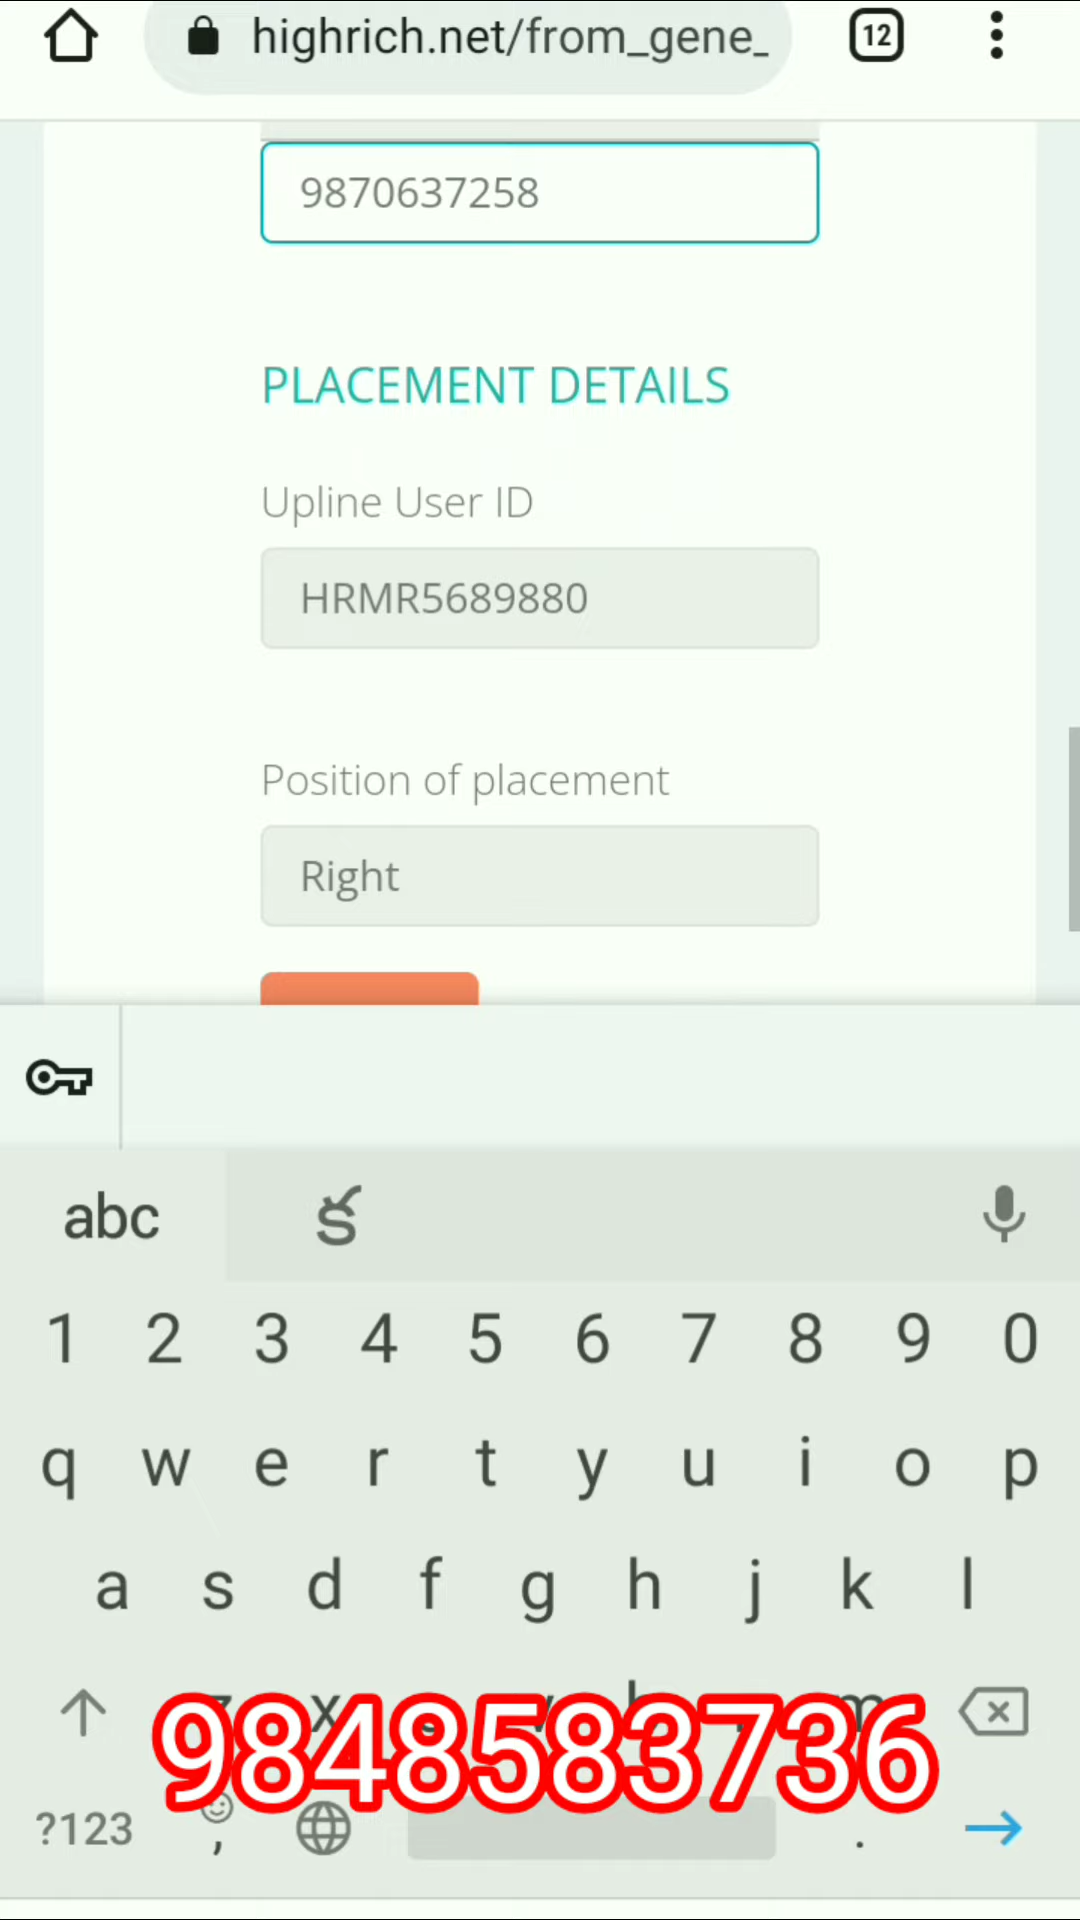 highrich.net/from_gene_
12
9870637258
PLACEMENT DETAILS
Upline User ID
HRMR5689880
Position of placement
Right
abc క
1 2 3 4 5 6 7 8 9 0
q w e r t y u i o p
a s d f g h j k l
z x c v b n m
9848583736
?123 , .